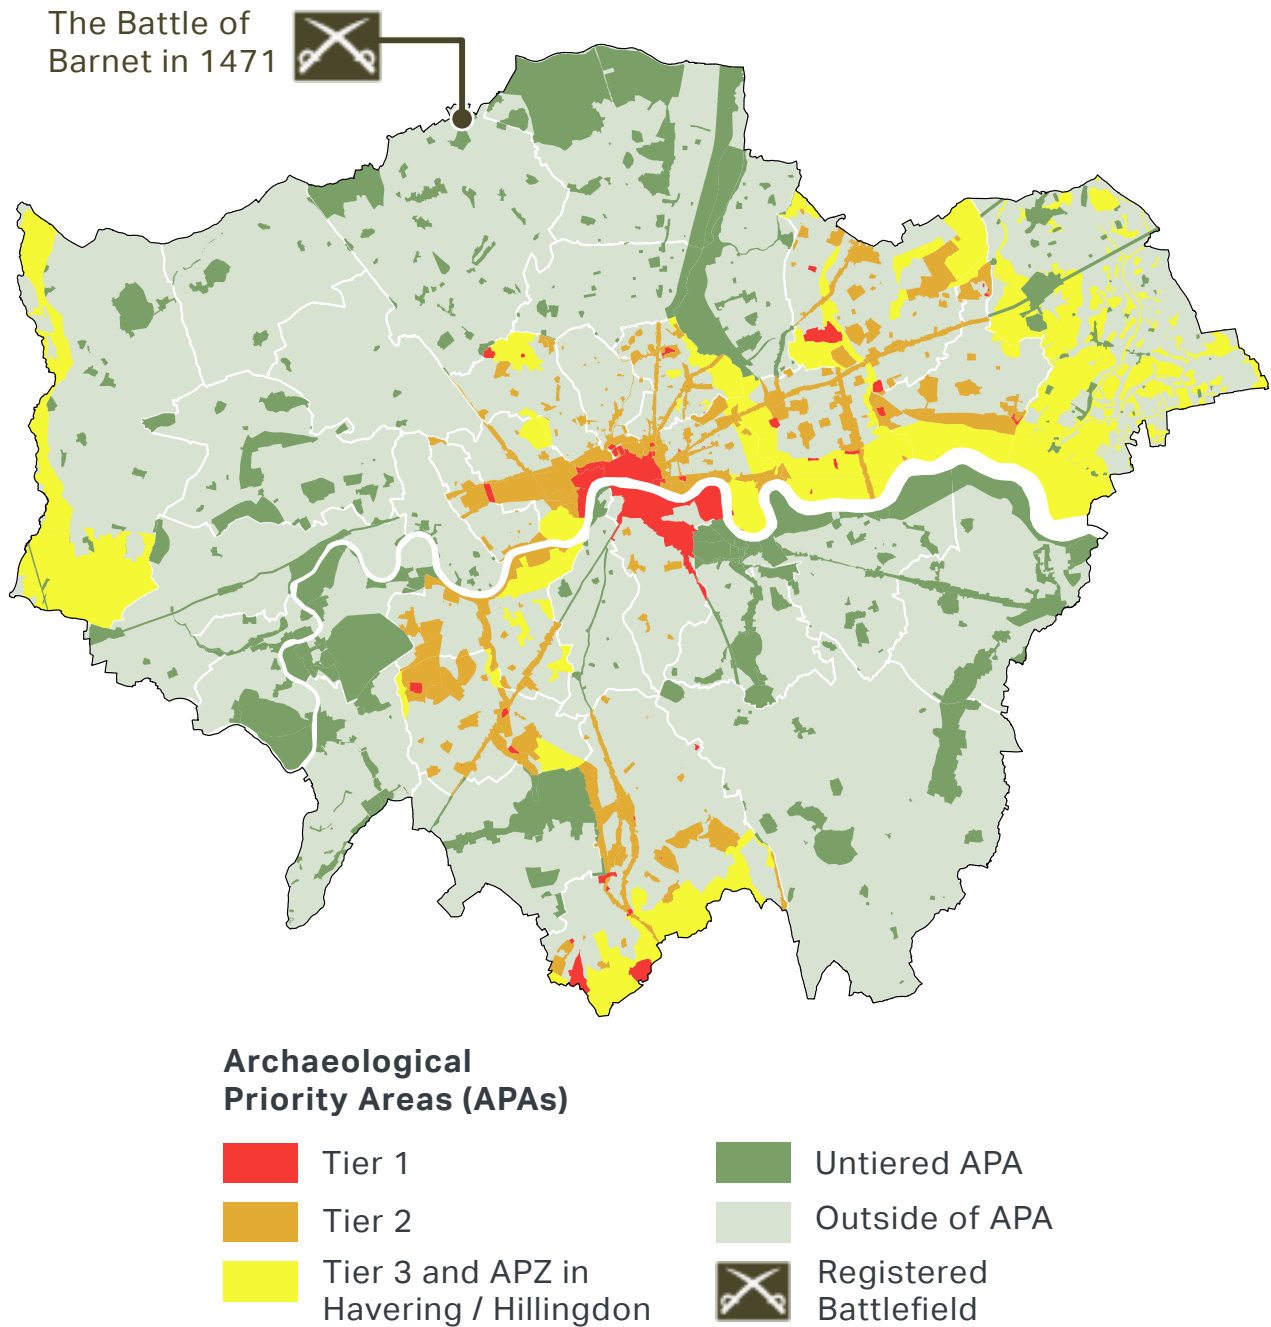 The Battle of
Barnet in 1471
Archaeological
Priority Areas (APAs)
Tier 1
Tier 2
Tier 3 and APZ in
Havering / Hillingdon
Untiered APA
Outside of APA
Registered
Battlefield